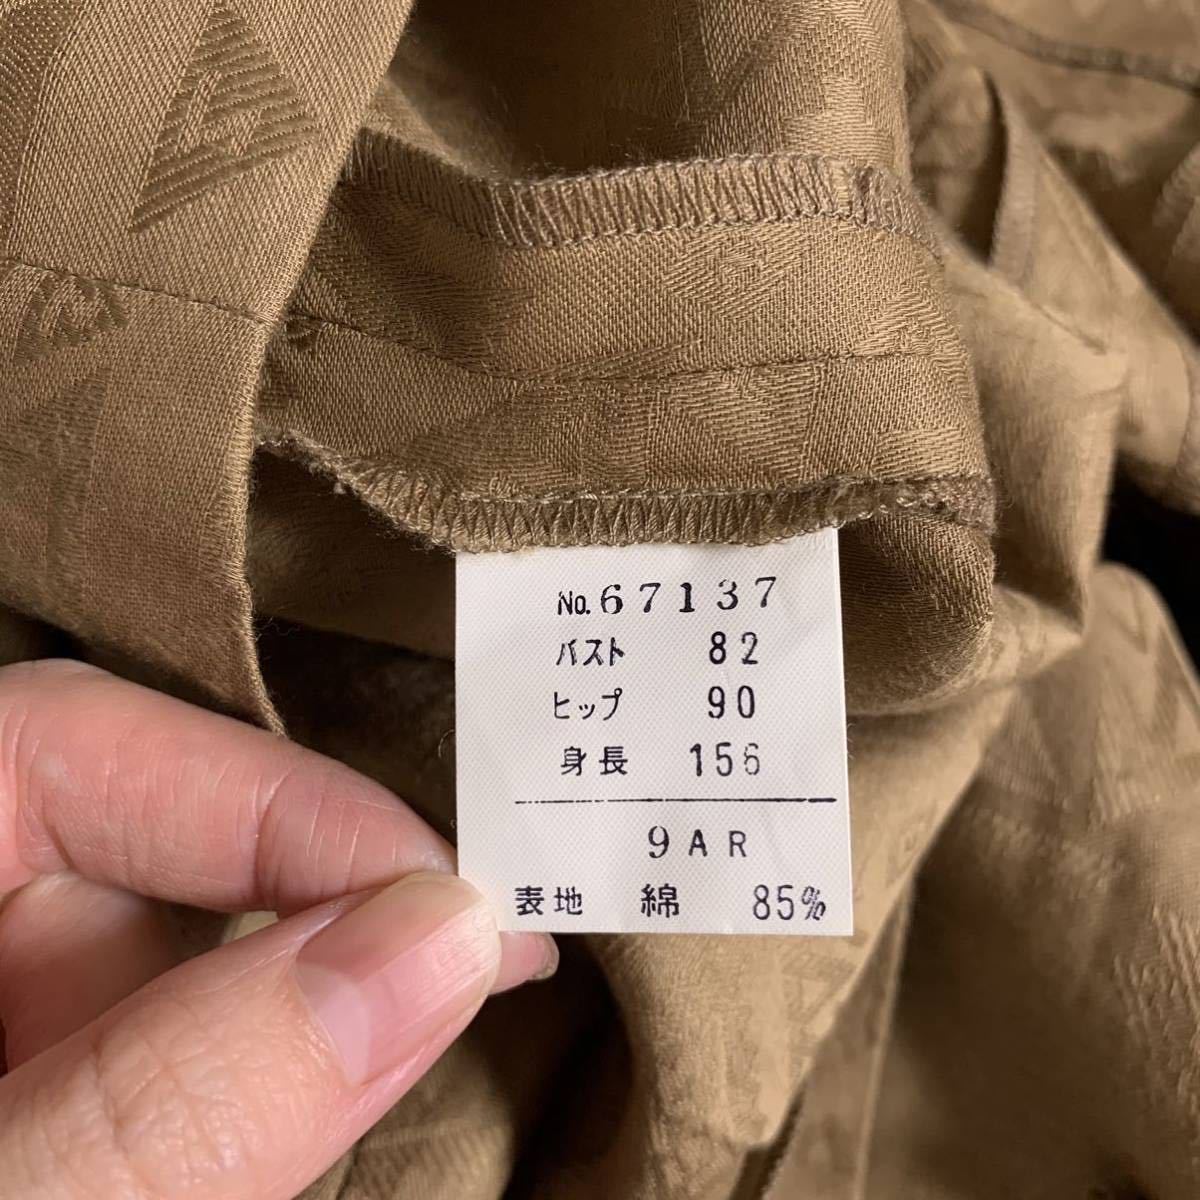 No.67137
バスト 82
ヒップ 90
身長 156
9AR
表地 綿 85%